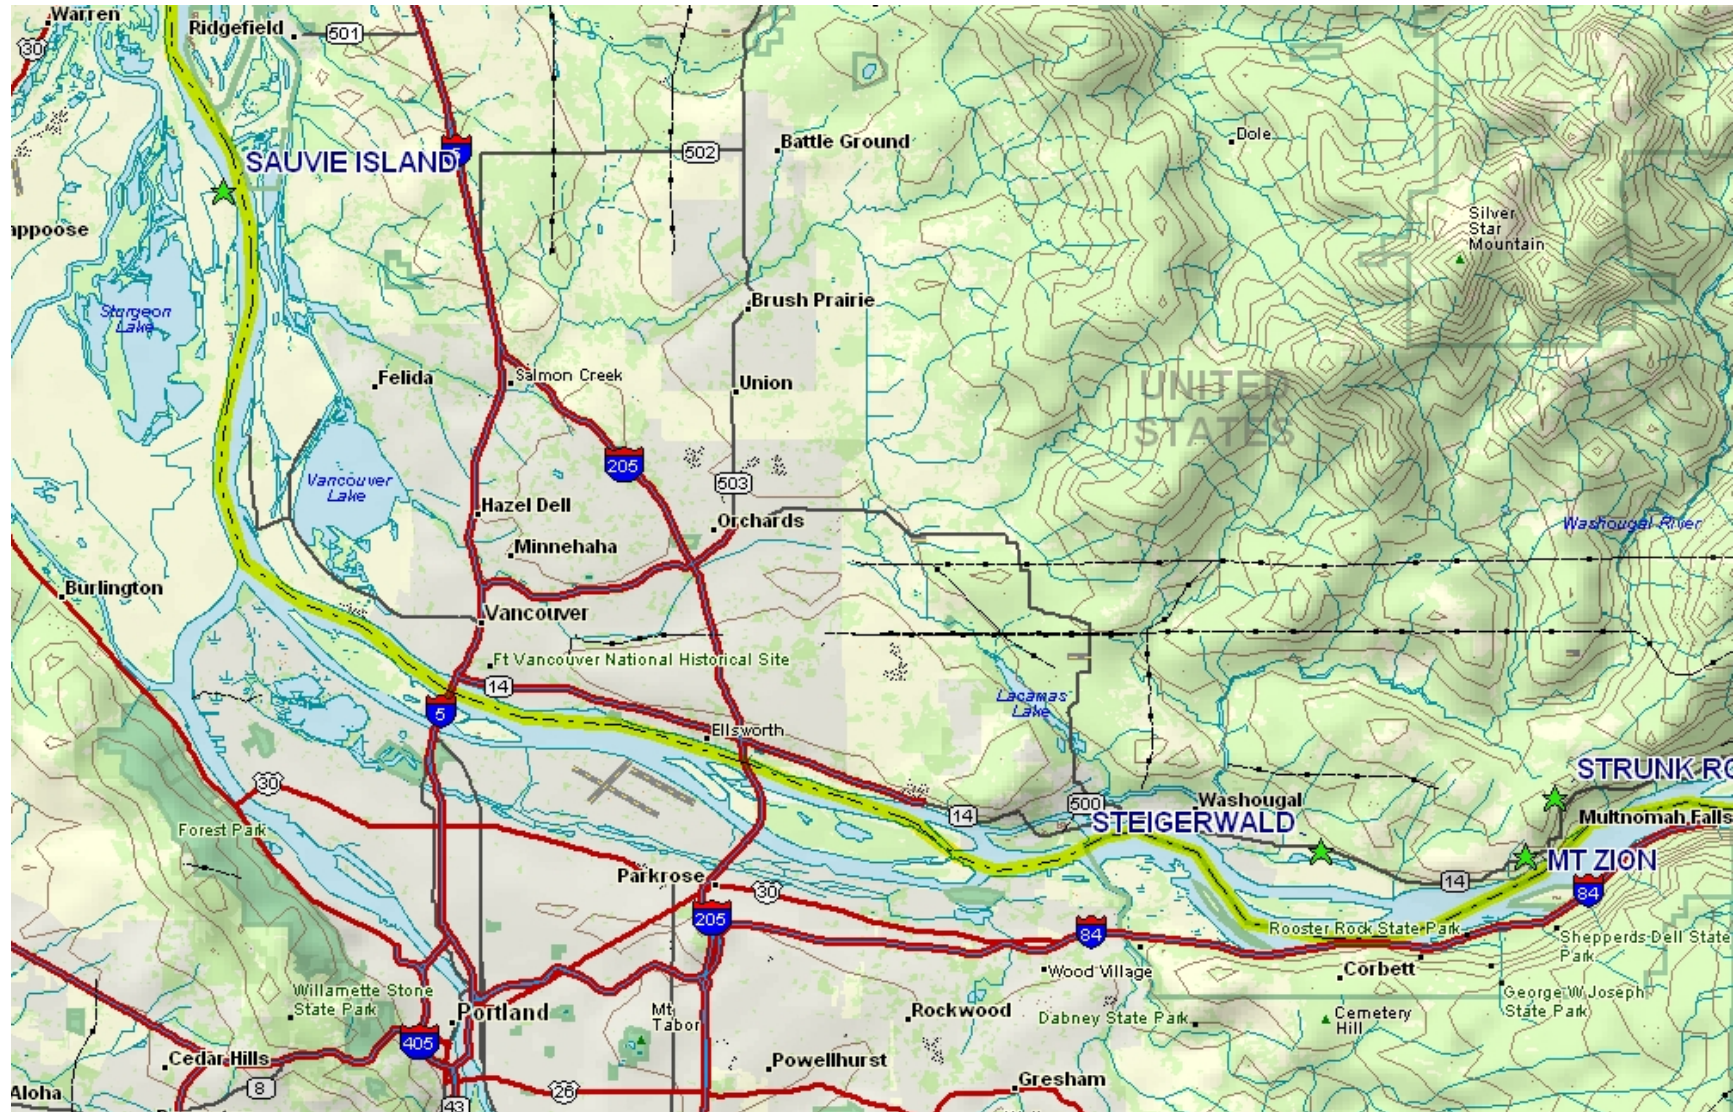 Warren
Ridgefield
501
30
SAUVIE ISLAND
5
502
Battle Ground
Dole
appoose
Silver
Star
Mountain
Sturgeon
Lake
Brush Prairie
Felida
Salmon Creek
Union
UNITED
STATES
205
Vancouver
Lake
503
Hazel Dell
Orchards
Washougal River
Minnehaha
Burlington
Vancouver
Ft Vancouver National Historical Site
14
Lacamas
Lake
5
Ellsworth
STRUNK RO
30
500
Washougal
14
Multnomah Falls
STEIGERWALD
Forest Park
MT ZION
Parkrose
30
14
84
205
84
Rooster Rock State Park
Shepperds Dell State
Park
Wood Village
Corbett
Willamette Stone
State Park
George W Joseph
State Park
Portland
Mt
Tabor
Rockwood
Dabney State Park
Cemetery
Hill
405
Cedar Hills
Powellhurst
8
26
Gresham
Aloha
43